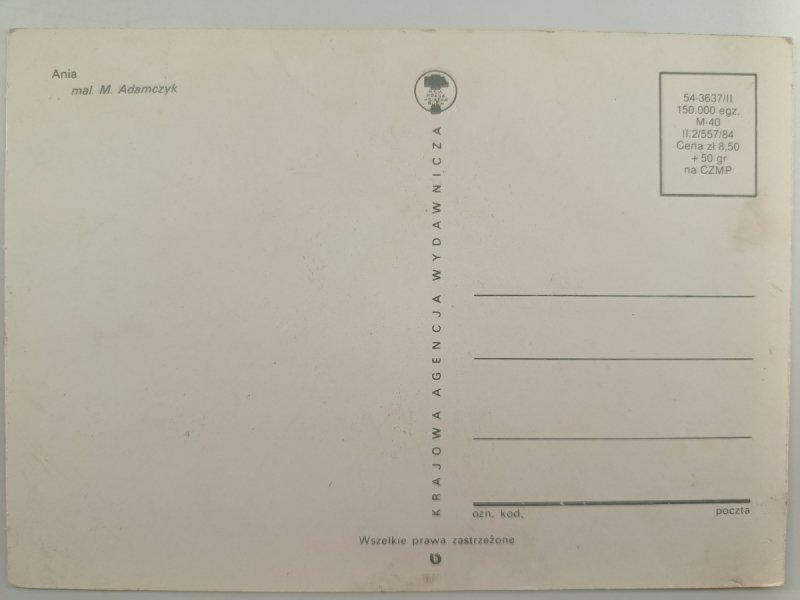 Ania
mal. M. Adamczyk
KRAJOWA AGENCJA WYDAWNICZA
54-3637/II
150.000 egz.
M-40
II.2/557/84
Cena zł 8,50
+ 50 gr
na CZMP
ozn. kod.
poczta
Wszelkie prawa zastrzeżone